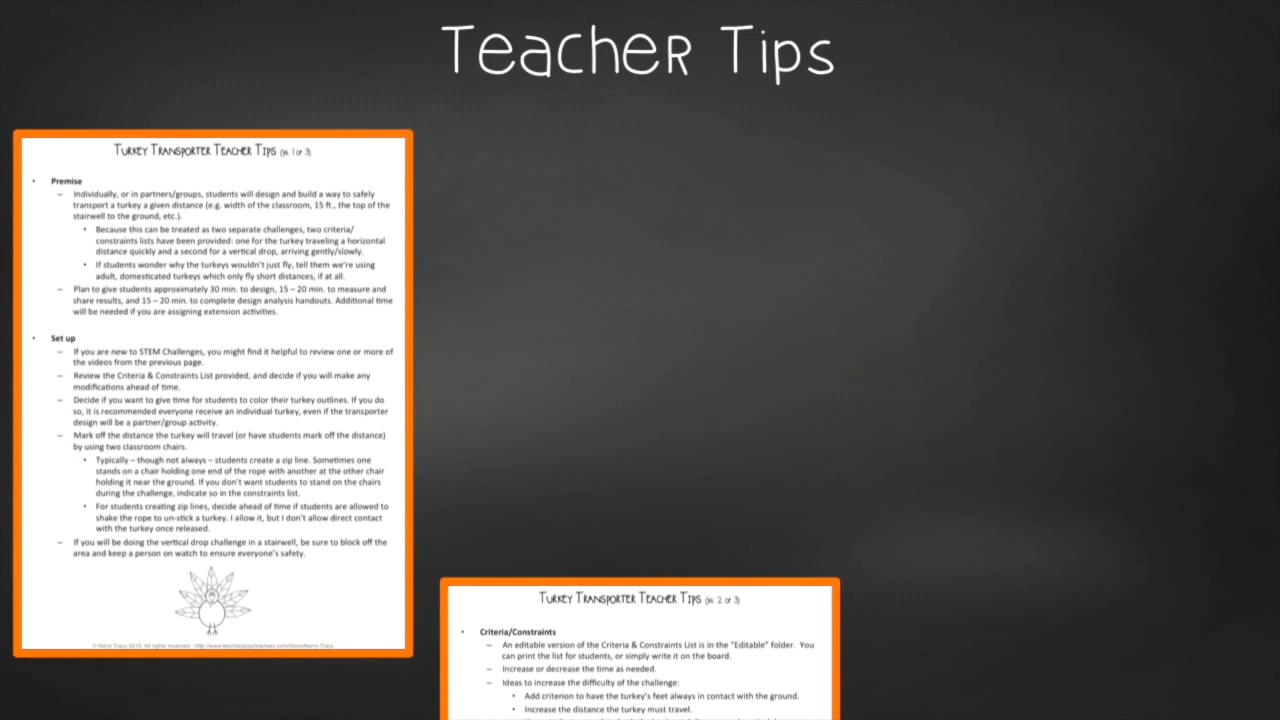 Teacher Tips
Turkey Transporter Teacher Tips (pg. 1 of 3)
• Premise
– Individually, or in partners/groups, students will design and build a way to safely
transport a turkey a given distance (e.g. width of the classroom, 15 ft., the top of the
stairwell to the ground, etc.).
• Because this can be treated as two separate challenges, two criteria/
constraints lists have been provided: one for the turkey traveling a horizontal
distance quickly and a second for a vertical drop, arriving gently/slowly.
• If students wonder why the turkeys wouldn't just fly, tell them we're using
adult, domesticated turkeys which only fly short distances, if at all.
– Plan to give students approximately 30 min. to design, 15 – 20 min. to measure and
share results, and 15 – 20 min. to complete design analysis handouts. Additional time
will be needed if you are assigning extension activities.
• Set up
– If you are new to STEM Challenges, you might find it helpful to review one or more of
the videos from the previous page.
– Review the Criteria & Constraints List provided, and decide if you will make any
modifications ahead of time.
– Decide if you want to give time for students to color their turkey outlines. If you do
so, it is recommended everyone receive an individual turkey, even if the transporter
design will be a partner/group activity.
– Mark off the distance the turkey will travel (or have students mark off the distance)
by using two classroom chairs.
• Typically – though not always – students create a zip line. Sometimes one
stands on a chair holding one end of the rope with another at the other chair
holding it near the ground. If you don't want students to stand on the chairs
during the challenge, indicate so in the constraints list.
• For students creating zip lines, decide ahead of time if students are allowed to
shake the rope to un-stick a turkey. I allow it, but I don't allow direct contact
with the turkey once released.
– If you will be doing the vertical drop challenge in a stairwell, be sure to block off the
area and keep a person on watch to ensure everyone's safety.
© Kerry Tracy 2015. All rights reserved http://www.teacherspayteachers.com/Store/Kerry-Tracy
Turkey Transporter Teacher Tips (pg. 2 of 3)
• Criteria/Constraints
– An editable version of the Criteria & Constraints List is in the "Editable" folder. You
can print the list for students, or simply write it on the board.
– Increase or decrease the time as needed.
– Ideas to increase the difficulty of the challenge:
• Add criterion to have the turkey's feet always in contact with the ground.
• Increase the distance the turkey must travel.